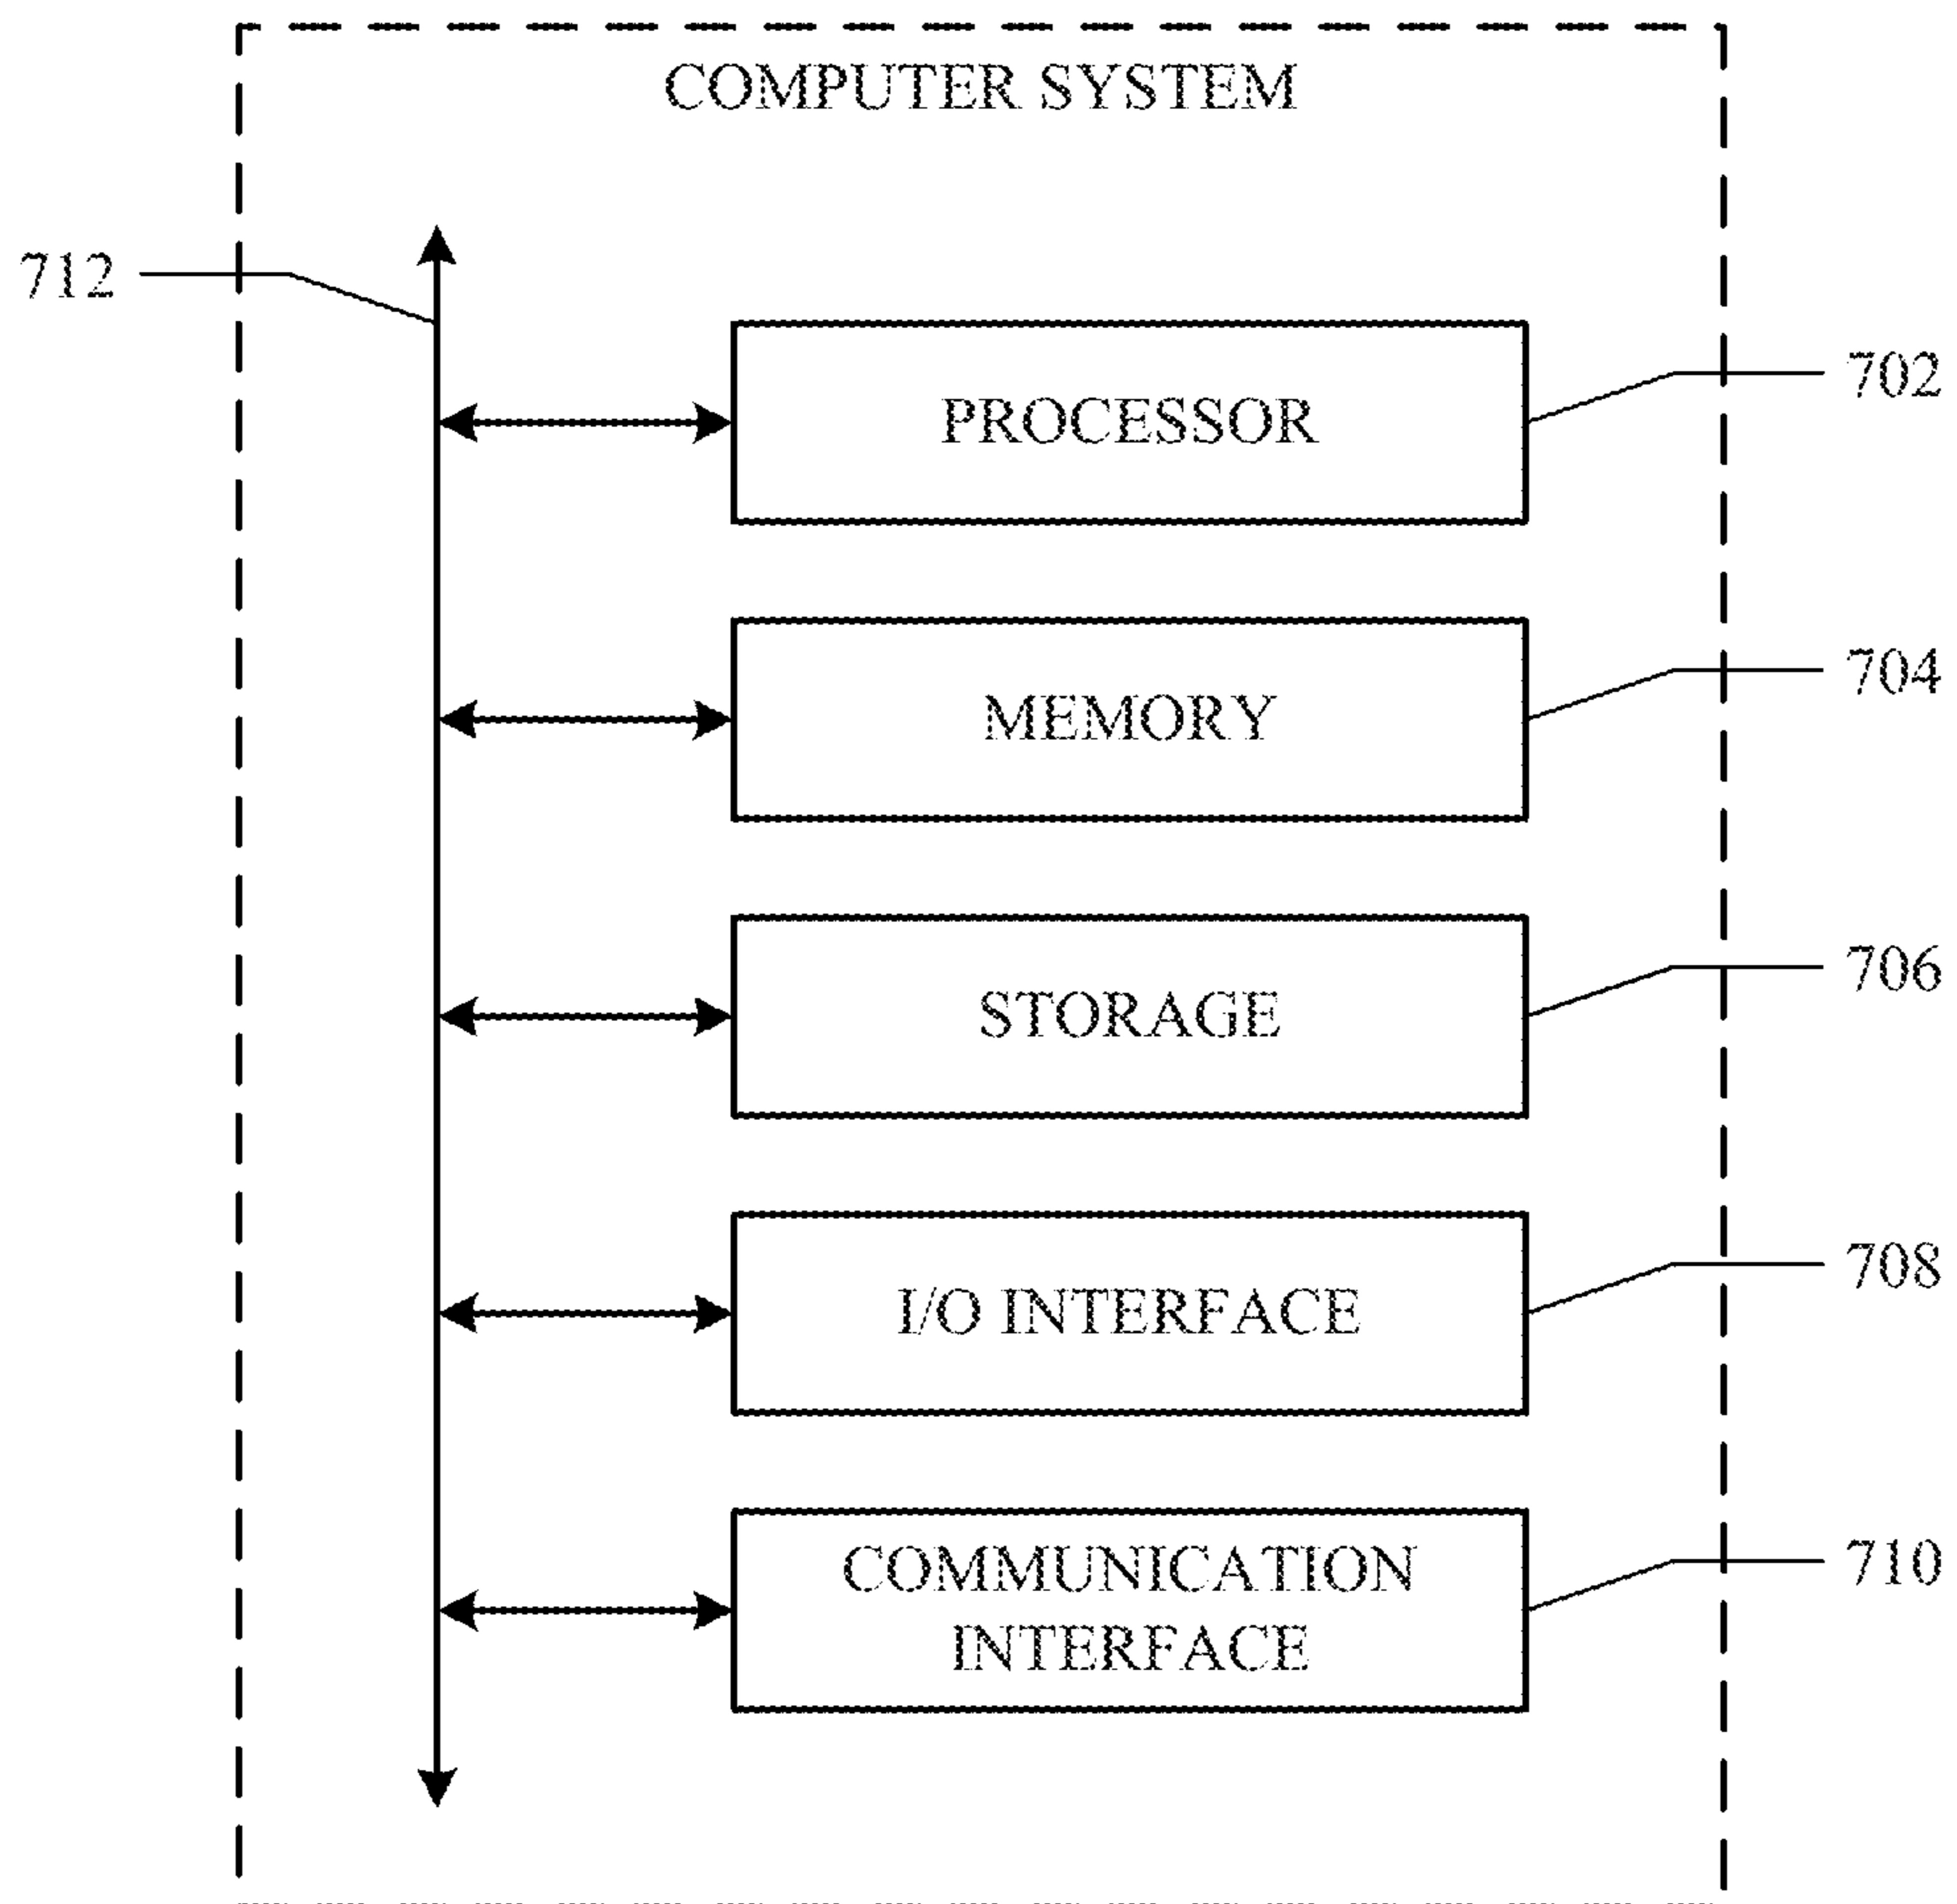 COMPUTER SYSTEM
712
PROCESSOR
702
MEMORY
704
STORAGE
706
I/O INTERFACE
708
COMMUNICATION
INTERFACE
710